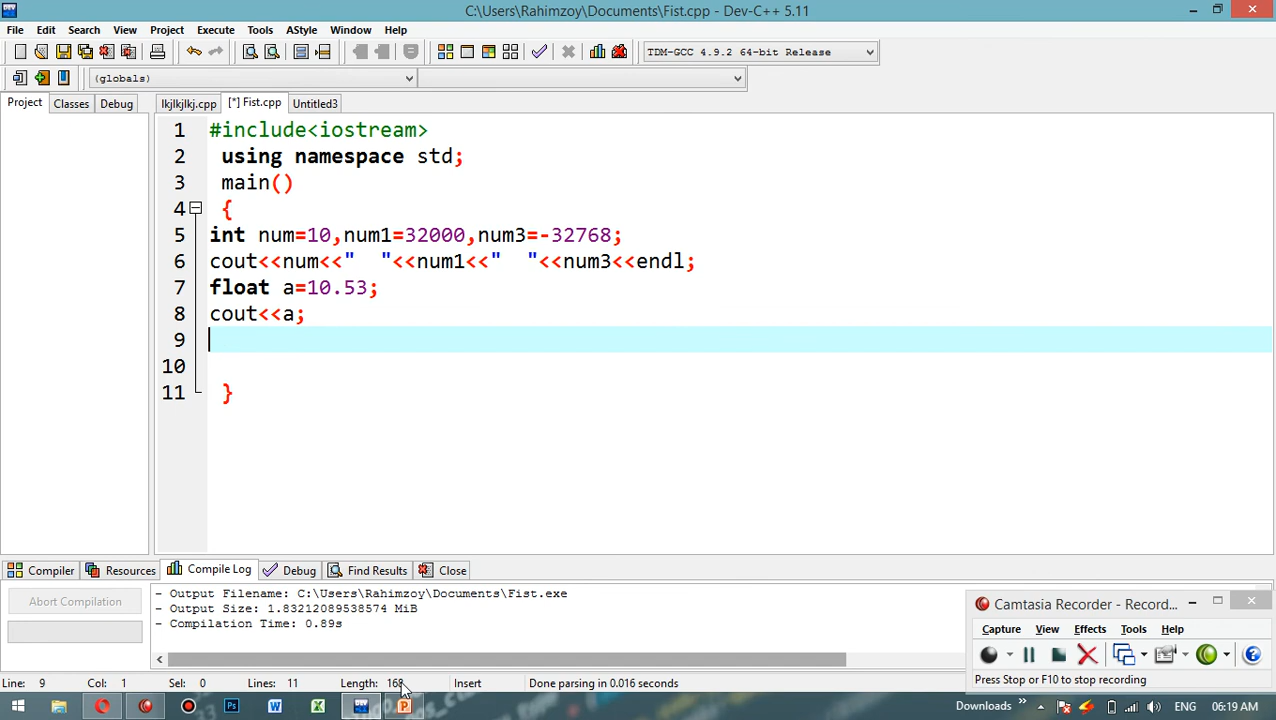 C:\Users\Rahimzoy\Documents\Fist.cpp - Dev-C++ 5.11
File Edit Search View Project Execute Tools AStyle Window Help
TDM-GCC 4.9.2 64-bit Release
(globals)
Project Classes Debug lkjlkjlkj.cpp [*] Fist.cpp Untitled3
1 #include<iostream>
2 using namespace std;
3 main()
4 {
5 int num=10,num1=32000,num3=-32768;
6 cout<<num<<"  "<<num1<<"  "<<num3<<endl;
7 float a=10.53;
8 cout<<a;
9
10
11 }
Compiler Resources Compile Log Debug Find Results Close
Abort Compilation
- Output Filename: C:\Users\Rahimzoy\Documents\Fist.exe
- Output Size: 1.83212089538574 MiB
- Compilation Time: 0.89s
Camtasia Recorder - Record...
Capture View Effects Tools Help
Press Stop or F10 to stop recording
Line: 9 Col: 1 Sel: 0 Lines: 11 Length: Insert Done parsing in 0.016 seconds
Downloads ENG 06:19 AM